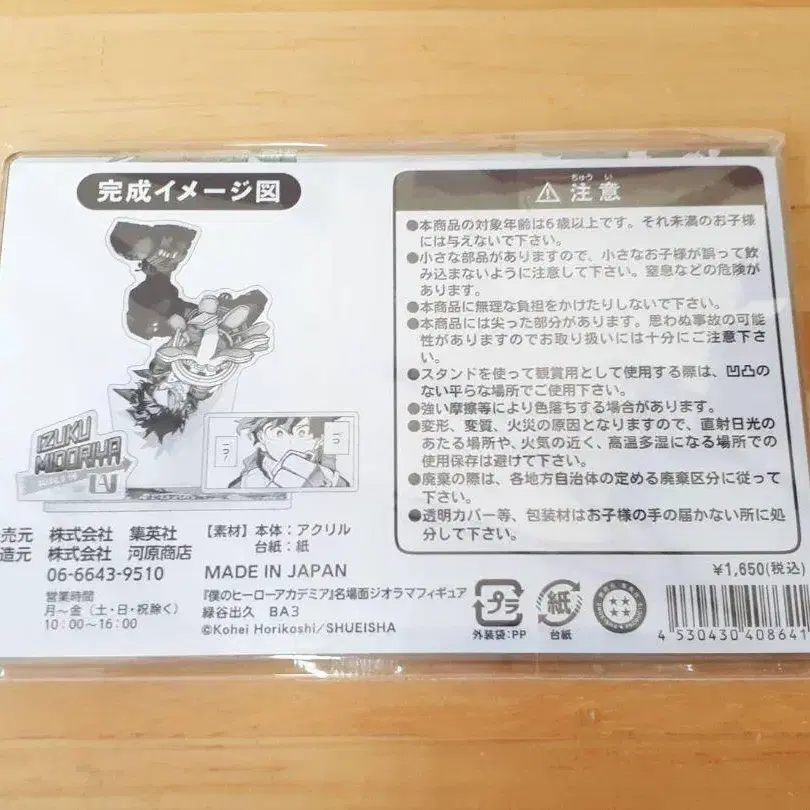 完成イメージ図
IZUKU
MIDORIYA
「っ…
「っ」
売元 株式会社 集英社
造元 株式会社 河原商店
06-6643-9510
営業時間
月〜金（土・日・祝除く）
10：00〜16：00
【素材】本体：アクリル
台紙：紙
MADE IN JAPAN
『僕のヒーローアカデミア』名場面ジオラマフィギュア
緑谷出久 BA3
©Kohei Horikoshi/SHUEISHA
ちゅうい
注意
●本商品の対象年齢は6歳以上です。それ未満のお子様
には与えないで下さい。
●小さな部品がありますので、小さなお子様が誤って飲
み込まないように注意して下さい。窒息などの危険が
あります。
●本商品に無理な負担をかけたりしないで下さい。
●本商品には尖った部分があります。思わぬ事故の可能
性がありますのでお取り扱いには十分にご注意下さ
い。
●スタンドを使って観賞用として使用する際は、凹凸の
ない平らな場所でご使用下さい。
●強い摩擦等により色落ちする場合があります。
●変形、変質、火災の原因となりますので、直射日光の
あたる場所や、火気の近く、高温多湿になる場所での
使用保存は避けて下さい。
●廃棄の際は、各地方自治体の定める廃棄区分に従って
下さい。
●透明カバー等、包装材はお子様の手の届かない所に処
分して下さい。
¥1,650(税込)
プラ
外装袋：PP
紙
台紙
4 530430 408641